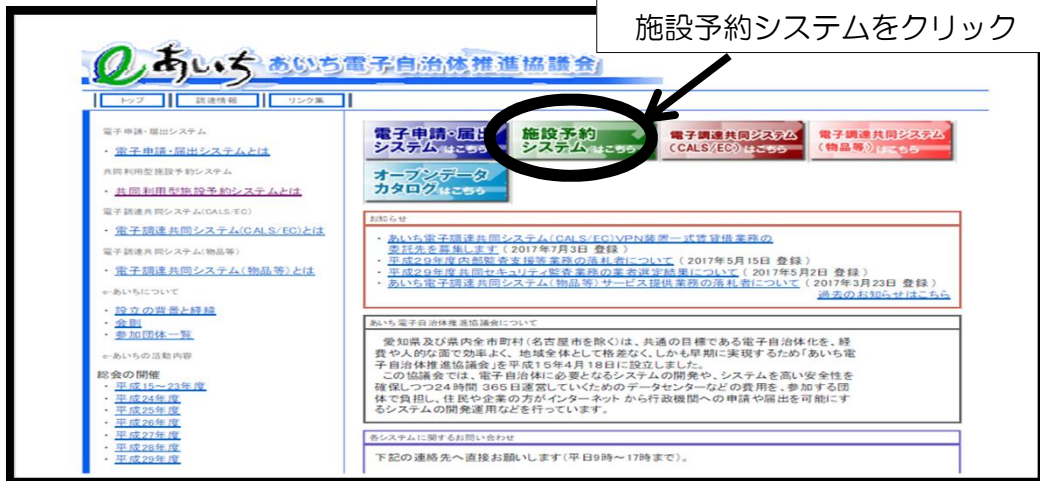 施設予約システムをクリック
eあいち あいち電子自治体推進協議会
トップ 調達情報 リンク集
電子申請・届出システム
・ 電子申請・届出システムとは
共同利用型施設予約システム
・ 共同利用型施設予約システムとは
電子調達共同システム(CALS/EC)
・ 電子調達共同システム(CALS/EC)とは
電子調達共同システム(物品等)
・ 電子調達共同システム(物品等)とは
e-あいちについて
・ 設立の背景と経緯
・ 会則
・ 参加団体一覧
e-あいちの活動内容
総会の開催
・ 平成15～23年度
・ 平成24年度
・ 平成25年度
・ 平成26年度
・ 平成27年度
・ 平成28年度
・ 平成29年度
電子申請・届出
システムはこちら
施設予約
システムはこちら
電子調達共同システム
(CALS/EC)はこちら
電子調達共同システム
(物品等)はこちら
オープンデータ
カタログはこちら
お知らせ
・ あいち電子調達共同システム(CALS/EC)VPN装置一式賃貸借業務の
委託先を募集します(2017年7月3日 登録)
・ 平成29年度内部監査支援等業務の落札者について(2017年5月15日 登録)
・ 平成29年度共同セキュリティ監査業務の業者選定結果について(2017年5月2日 登録)
・ あいち電子調達共同システム(物品等)サービス提供業務の落札者について(2017年3月23日 登録)
過去のお知らせはこちら
あいち電子自治体推進協議会について
愛知県及び県内全市町村(名古屋市を除く)は、共通の目標である電子自治体化を、経
費や人的な面で効率よく、地域全体として格差なく、しかも早期に実現するため「あいち電
子自治体推進協議会」を平成15年4月18日に設立しました。
この協議会では、電子自治体に必要となるシステムの開発や、システムを高い安全性を
確保しつつ24時間 365日運営していくためのデータセンターなどの費用を、参加する団
体で負担し、住民や企業の方がインターネットから行政機関への申請や届出を可能にす
るシステムの開発運用などを行っています。
各システムに関するお問い合わせ
下記の連絡先へ直接お願いします(平日9時～17時まで)。